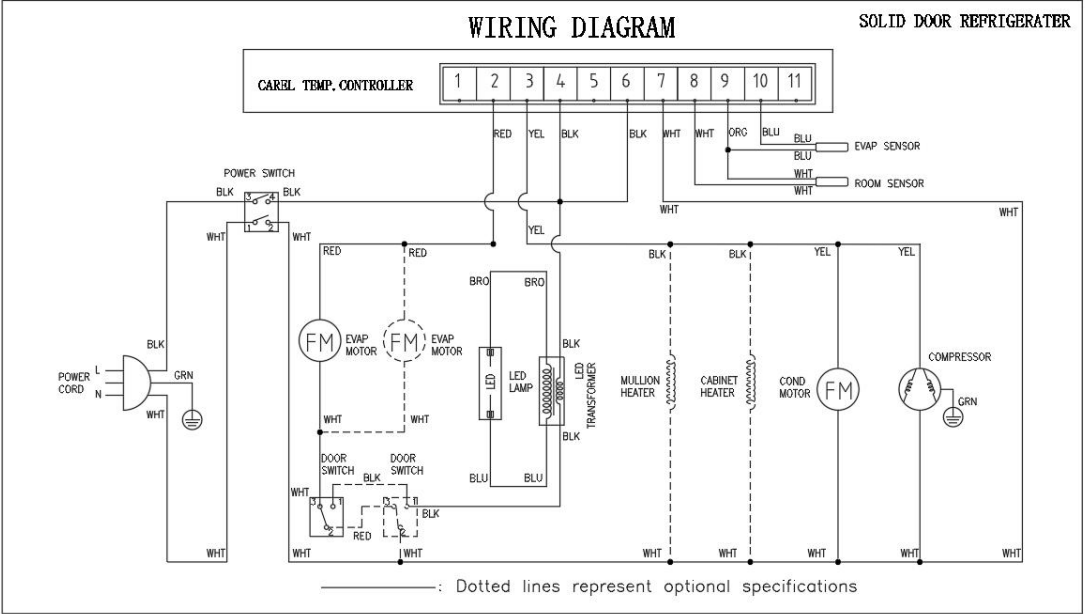 WIRING DIAGRAM
SOLID DOOR REFRIGERATER
CAREL TEMP. CONTROLLER
1 2 3 4 5 6 7 8 9 10 11
RED YEL BLK BLK WHT WHT ORG BLU
BLU
EVAP SENSOR
BLU
WHT
ROOM SENSOR
WHT
POWER SWITCH
BLK 3 4 BLK
WHT 1 2 WHT
WHT WHT
YEL
RED RED
BLK BLK YEL YEL
BRO BRO
BLK
FM EVAP MOTOR
FM EVAP MOTOR
LED
LED LAMP
LED TRANSFORMER
BLK
MULLION HEATER
CABINET HEATER
COND MOTOR
FM
COMPRESSOR
GRN
BLK
POWER CORD
L
N
GRN
WHT
WHT WHT
DOOR SWITCH
DOOR SWITCH
BLK
BLU BLU
WHT
3 1
2
3 1
2
RED
BLK
WHT WHT WHT WHT WHT WHT WHT
: Dotted lines represent optional specifications